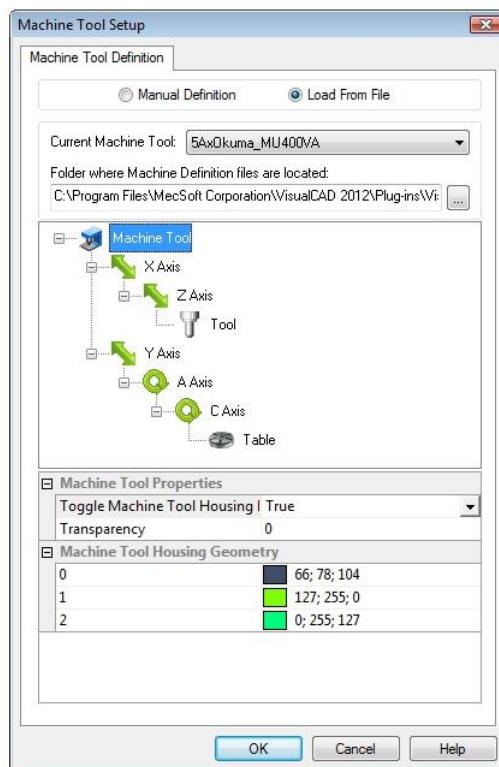 Machine Tool Setup
Machine Tool Definition
Manual Definition Load From File
Current Machine Tool: 5AxOkuma_MU400VA
Folder where Machine Definition files are located:
C:\Program Files\MecSoft Corporation\VisualCAD 2012\Plug-ins\Vi: ...
Machine Tool
X Axis
Z Axis
Tool
Y Axis
A Axis
C Axis
Table
Machine Tool Properties
Toggle Machine Tool Housing True
Transparency 0
Machine Tool Housing Geometry
0 66; 78; 104
1 127; 255; 0
2 0; 255; 127
OK Cancel Help